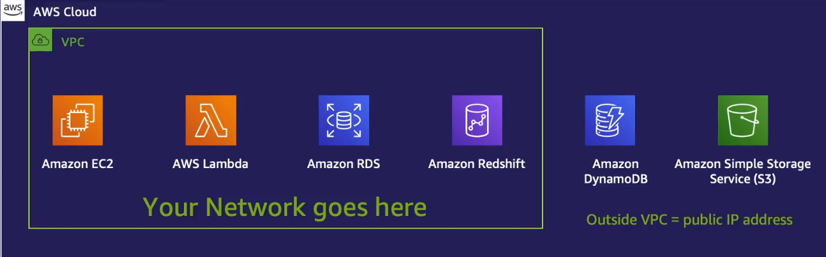 aws
AWS Cloud
VPC
Amazon EC2
AWS Lambda
Amazon RDS
Amazon Redshift
Amazon
DynamoDB
Amazon Simple Storage
Service (S3)
Your Network goes here
Outside VPC = public IP address